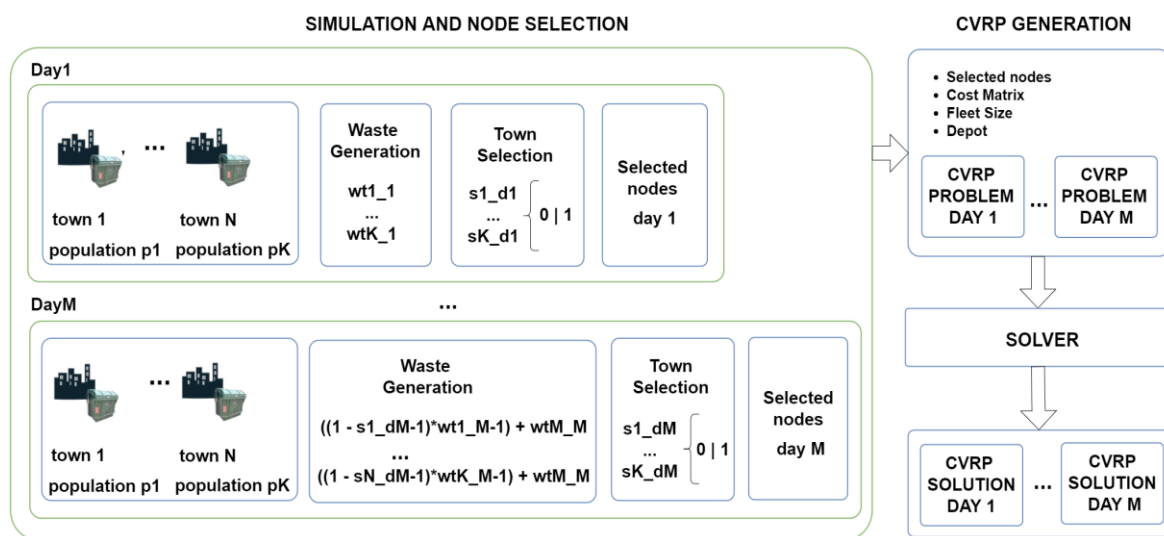 SIMULATION AND NODE SELECTION
Day1
town 1
population p1
...
town N
population pK
Waste
Generation
wt1_1
...
wtK_1
Town
Selection
s1_d1
...
sK_d1
0 | 1
Selected
nodes
day 1
...
DayM
town 1
population p1
...
town N
population pK
Waste
Generation
((1 - s1_dM-1)*wt1_M-1) + wtM_M
...
((1 - sN_dM-1)*wtK_M-1) + wtM_M
Town
Selection
s1_dM
...
sK_dM
0 | 1
Selected
nodes
day M
CVRP GENERATION
• Selected nodes
• Cost Matrix
• Fleet Size
• Depot
CVRP
PROBLEM
DAY 1
...
CVRP
PROBLEM
DAY M
SOLVER
CVRP
SOLUTION
DAY 1
...
CVRP
SOLUTION
DAY M